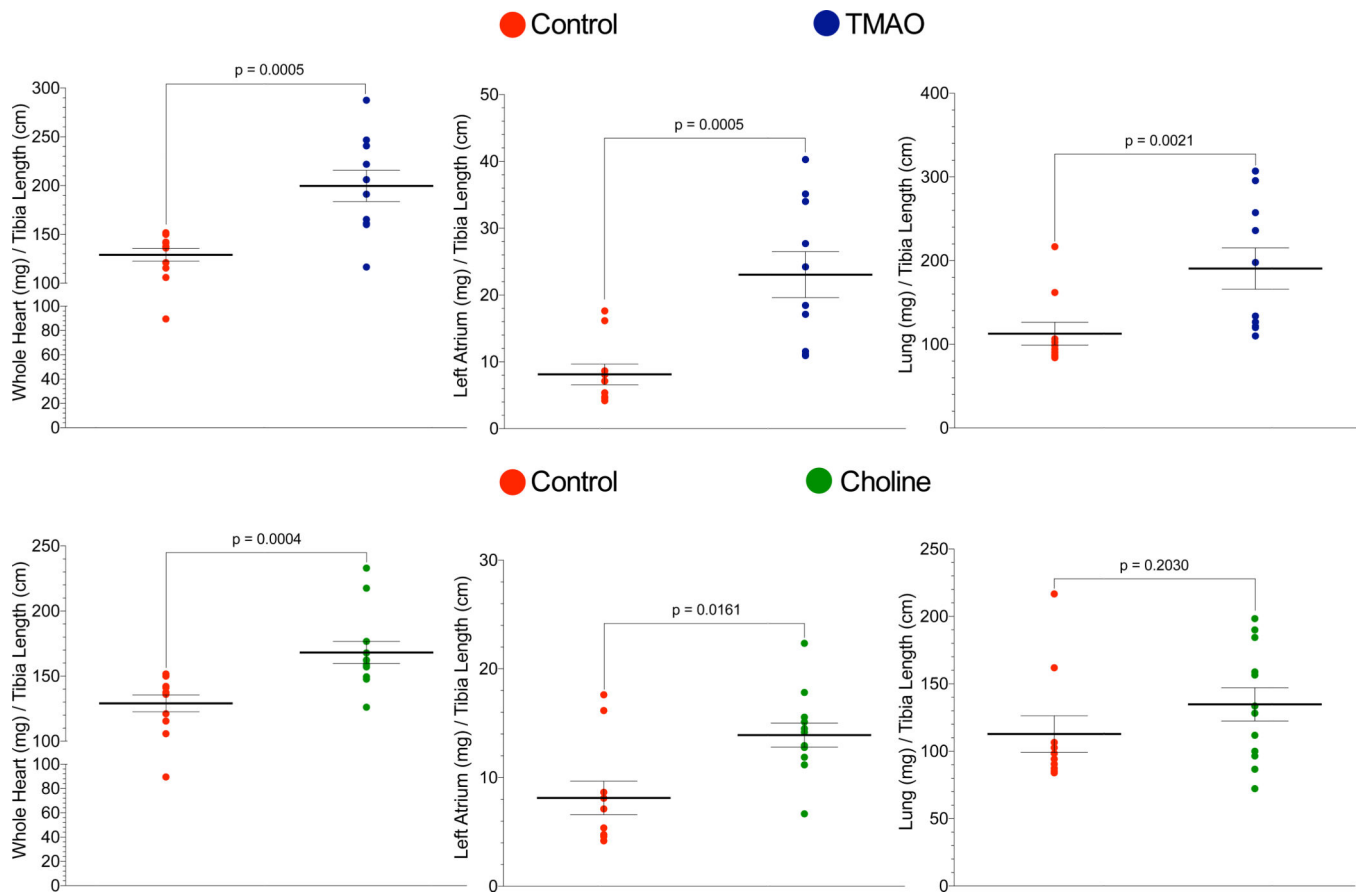 Control
TMAO
p = 0.0005
Whole Heart (mg) / Tibia Length (cm)
300
250
200
150
100
100
80
60
40
20
0
p = 0.0005
Left Atrium (mg) / Tibia Length (cm)
50
40
30
20
10
0
p = 0.0021
Lung (mg) / Tibia Length (cm)
400
300
200
100
0
Control
Choline
p = 0.0004
Whole Heart (mg) / Tibia Length (cm)
250
200
150
100
100
80
60
40
20
0
p = 0.0161
Left Atrium (mg) / Tibia Length (cm)
30
20
10
0
p = 0.2030
Lung (mg) / Tibia Length (cm)
250
200
150
100
50
0